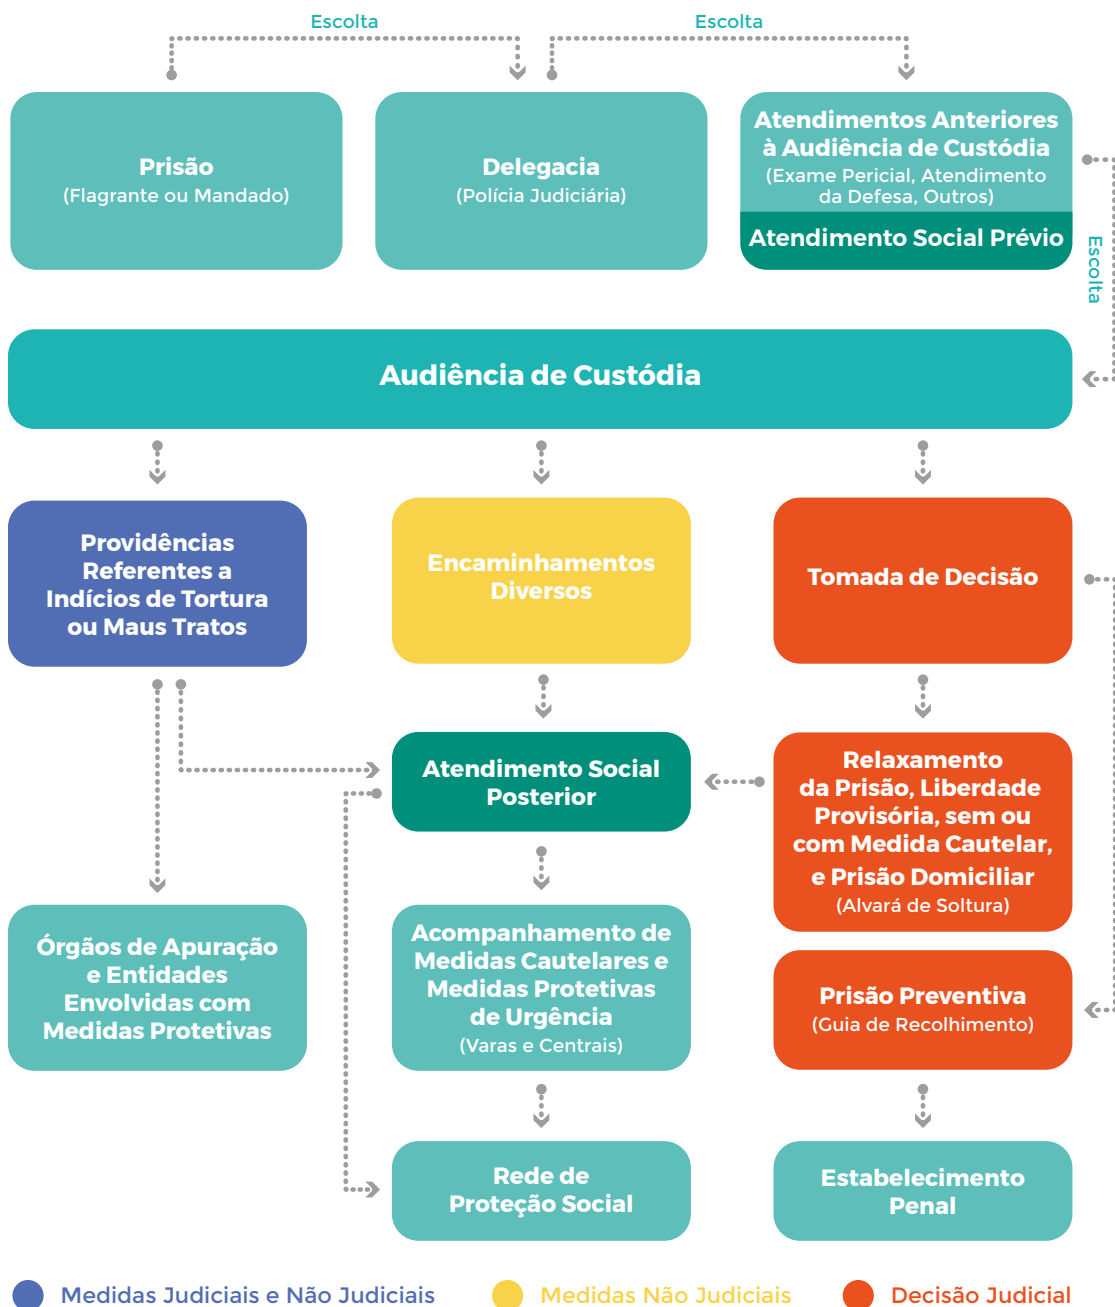 Escolta
Escolta
Prisão
(Flagrante ou Mandado)
Delegacia
(Polícia Judiciária)
Atendimentos Anteriores
à Audiência de Custódia
(Exame Pericial, Atendimento
da Defesa, Outros)
Atendimento Social Prévio
Escolta
Audiência de Custódia
Providências
Referentes a
Indícios de Tortura
ou Maus Tratos
Encaminhamentos
Diversos
Tomada de Decisão
Atendimento Social
Posterior
Relaxamento
da Prisão, Liberdade
Provisória, sem ou
com Medida Cautelar,
e Prisão Domiciliar
(Alvará de Soltura)
Órgãos de Apuração
e Entidades
Envolvidas com
Medidas Protetivas
Acompanhamento de
Medidas Cautelares e
Medidas Protetivas
de Urgência
(Varas e Centrais)
Prisão Preventiva
(Guia de Recolhimento)
Rede de
Proteção Social
Estabelecimento
Penal
Medidas Judiciais e Não Judiciais
Medidas Não Judiciais
Decisão Judicial